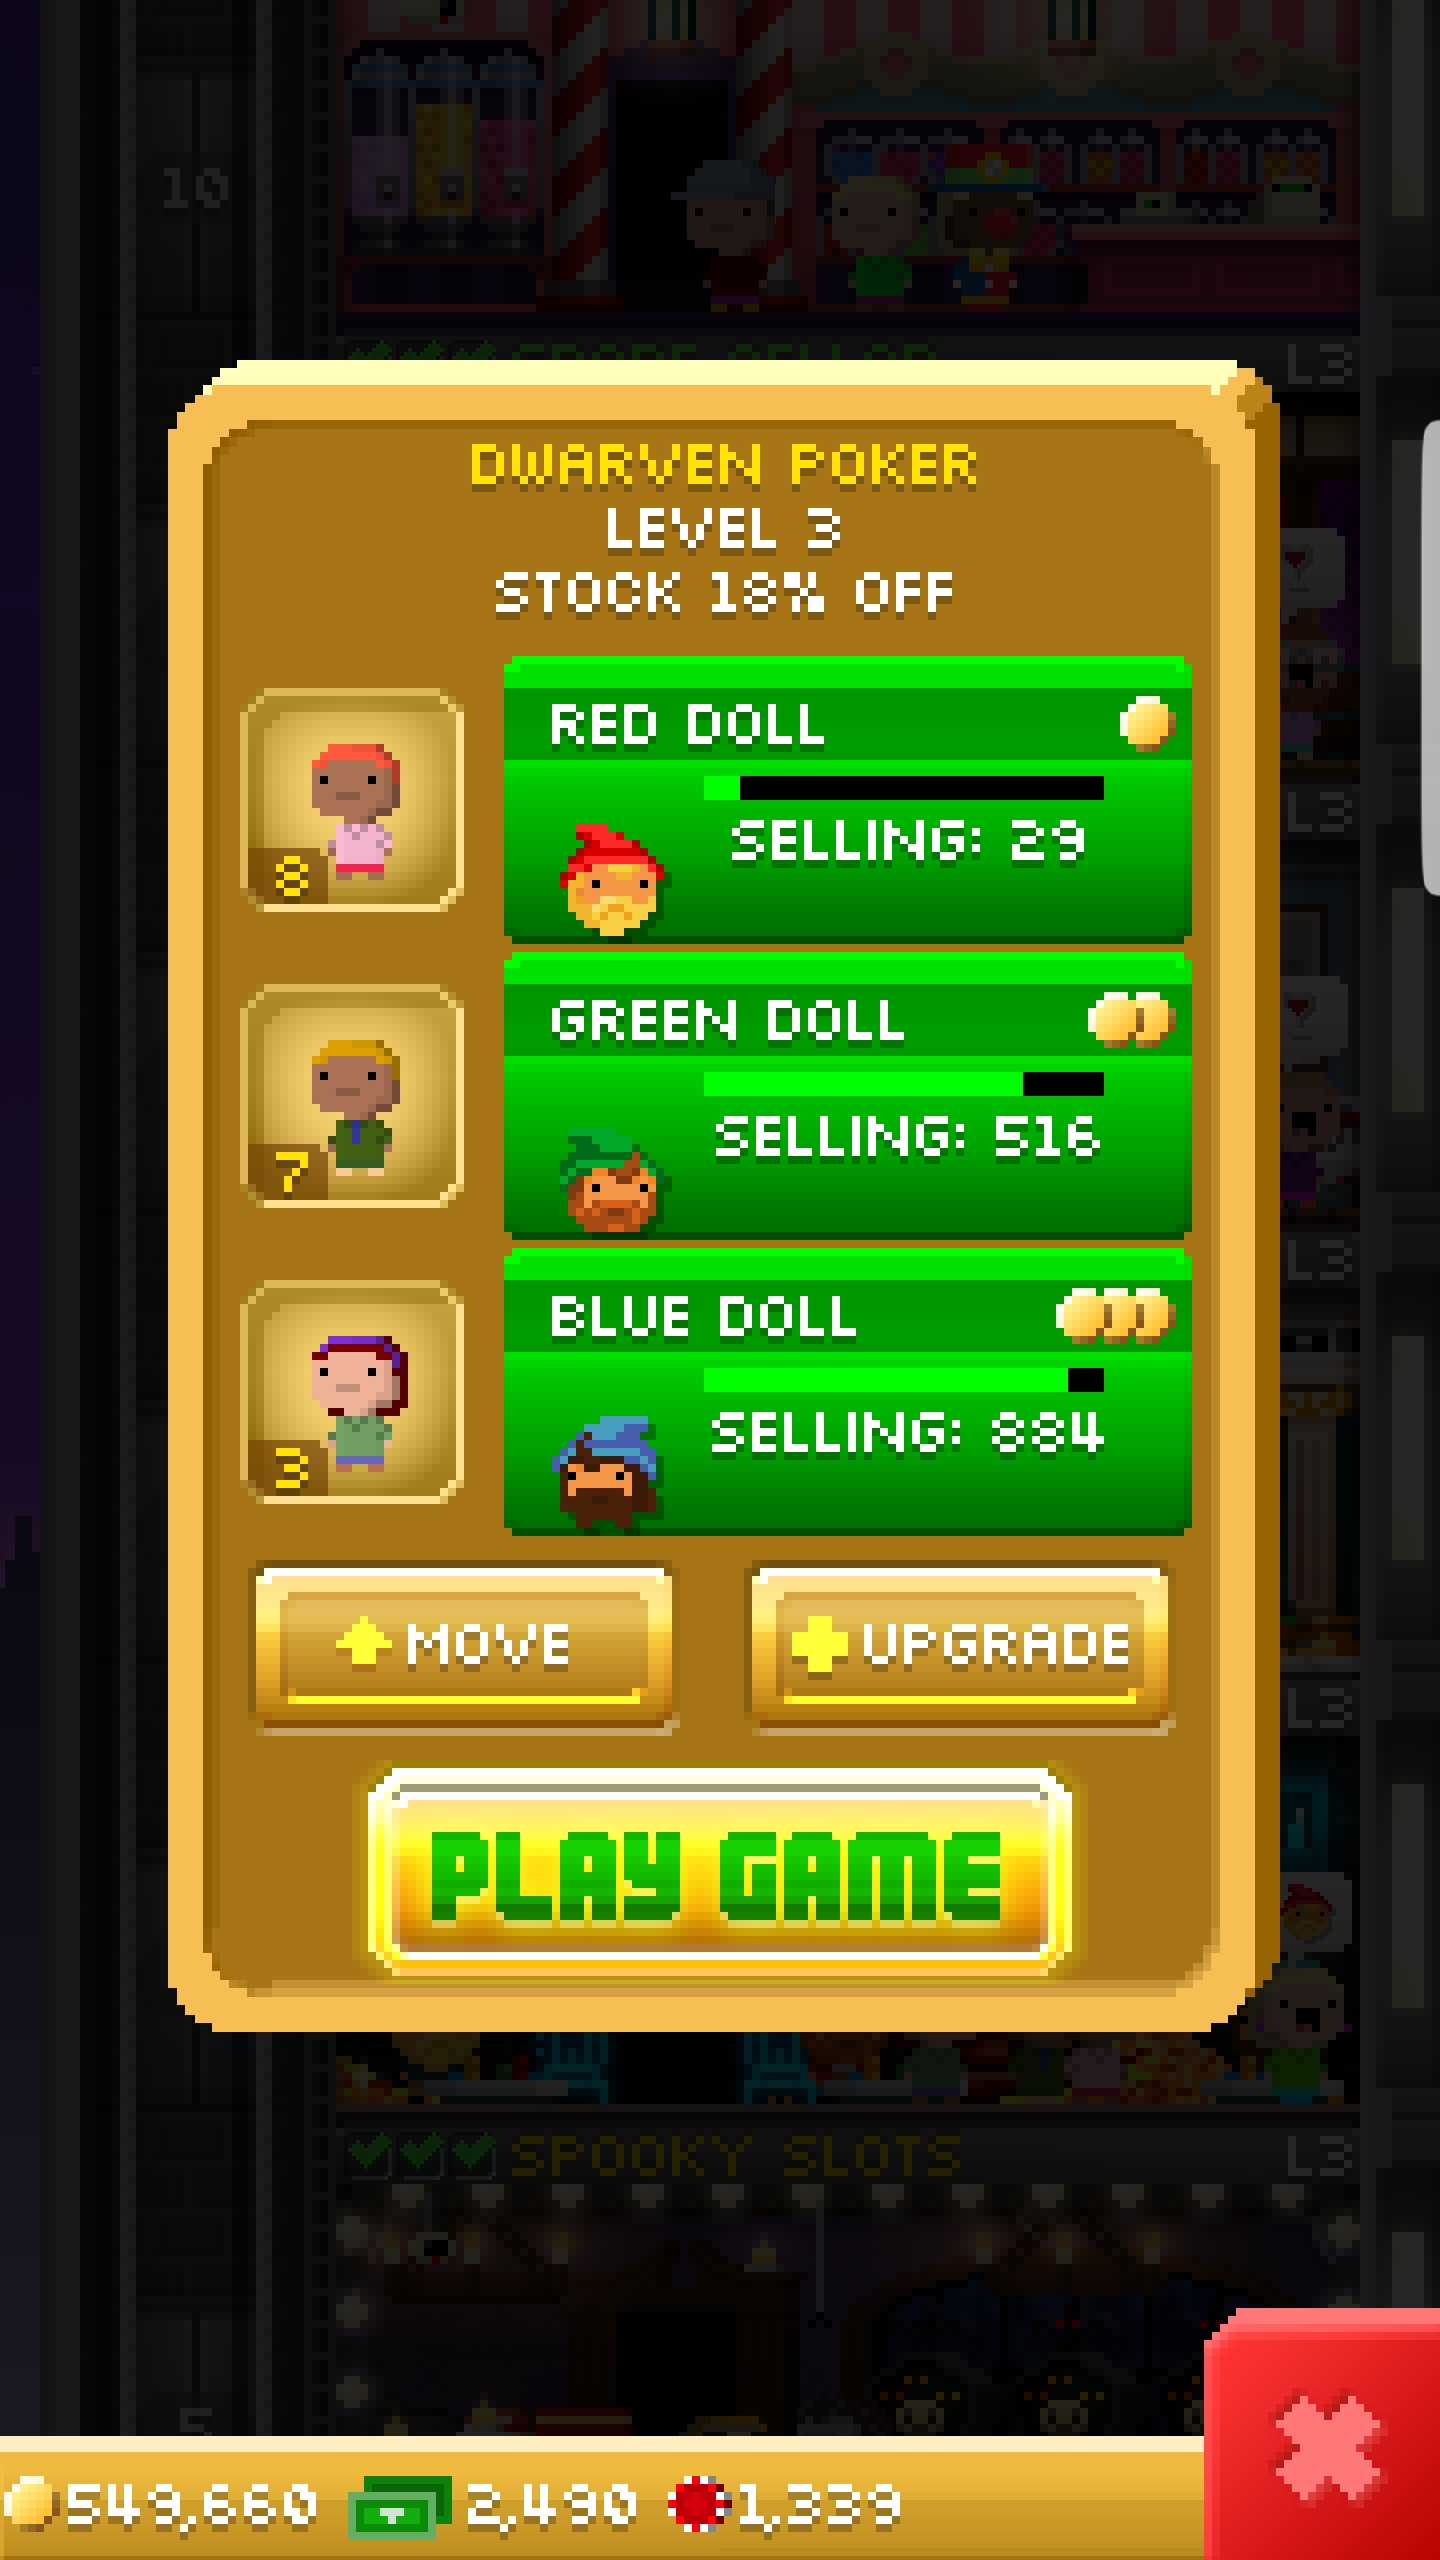 10
L3
DWARVEN POKER
LEVEL 3
STOCK 18% OFF
RED DOLL
SELLING: 29
8
L3
GREEN DOLL
SELLING: 516
7
L3
BLUE DOLL
SELLING: 884
3
MOVE
UPGRADE
L3
PLAY GAME
SPOOKY SLOTS
L3
5
549,660 2,490 1,339